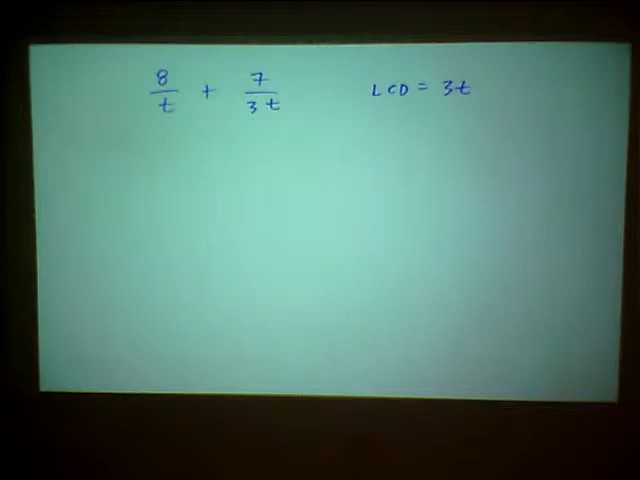 8/t + 7/3t LCD = 3t